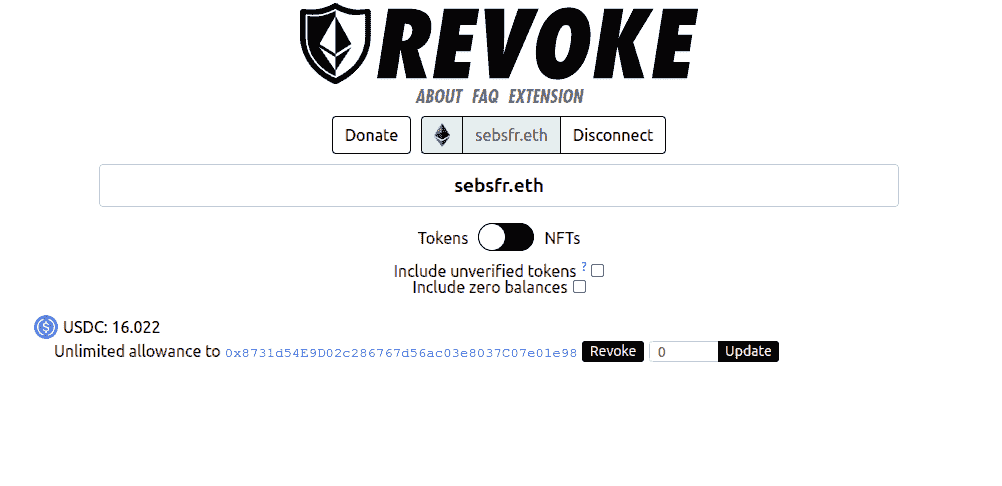 REVOKE
ABOUT FAQ EXTENSION
Donate sebsfr.eth Disconnect
sebsfr.eth
Tokens NFTs
Include unverified tokens ?
Include zero balances
USDC: 16.022
Unlimited allowance to 0x8731d54E9D02c286767d56ac03e8037C07e01e98 Revoke 0 Update